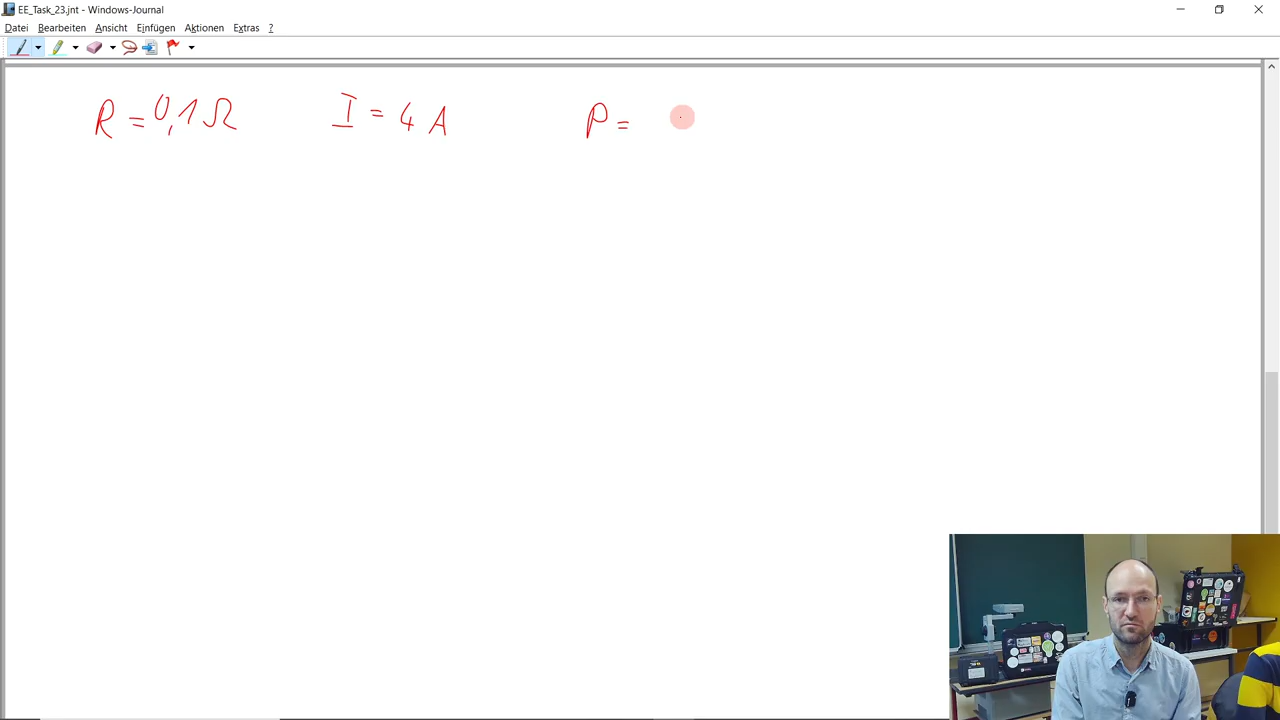 EE_Task_23.jnt - Windows-Journal
Datei Bearbeiten Ansicht Einfügen Aktionen Extras ?
R = 0,1 Ω I = 4 A P =